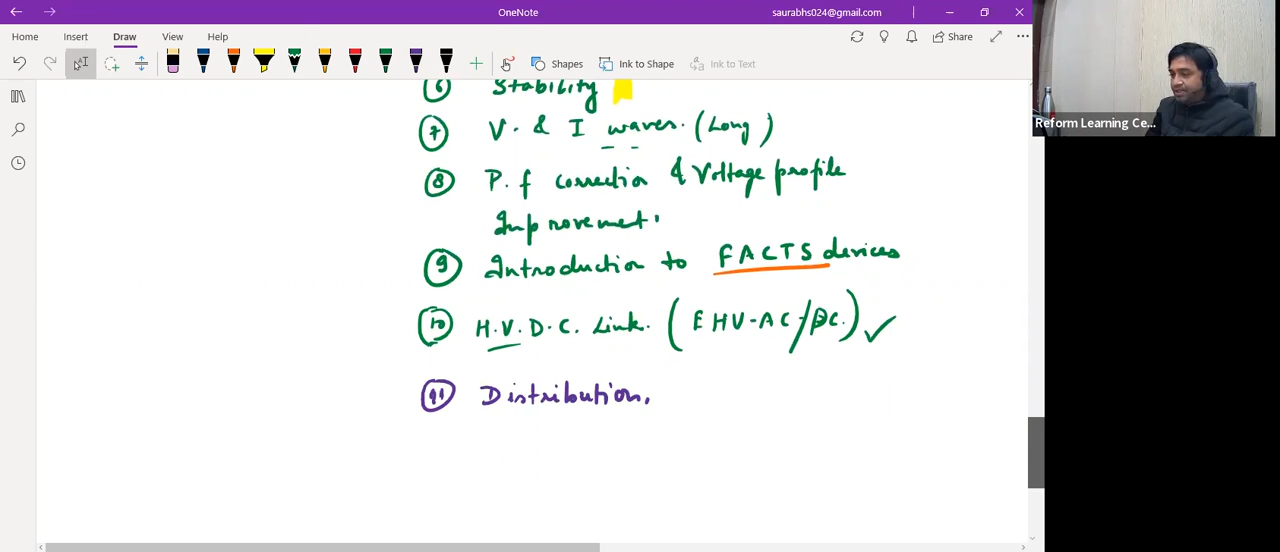 OneNote
saurabhs024@gmail.com
Home Insert Draw View Help
Share
Shapes Ink to Shape Ink to Text
Reform Learning Ce...
6 Stability
7 V. & I waves. (Long)
8 P.f correction & Voltage profile
Improvement.
9 Introduction to FACTS devices
10 H.V.D.C. Link. (EHV-AC/DC.) ✓
11 Distribution.